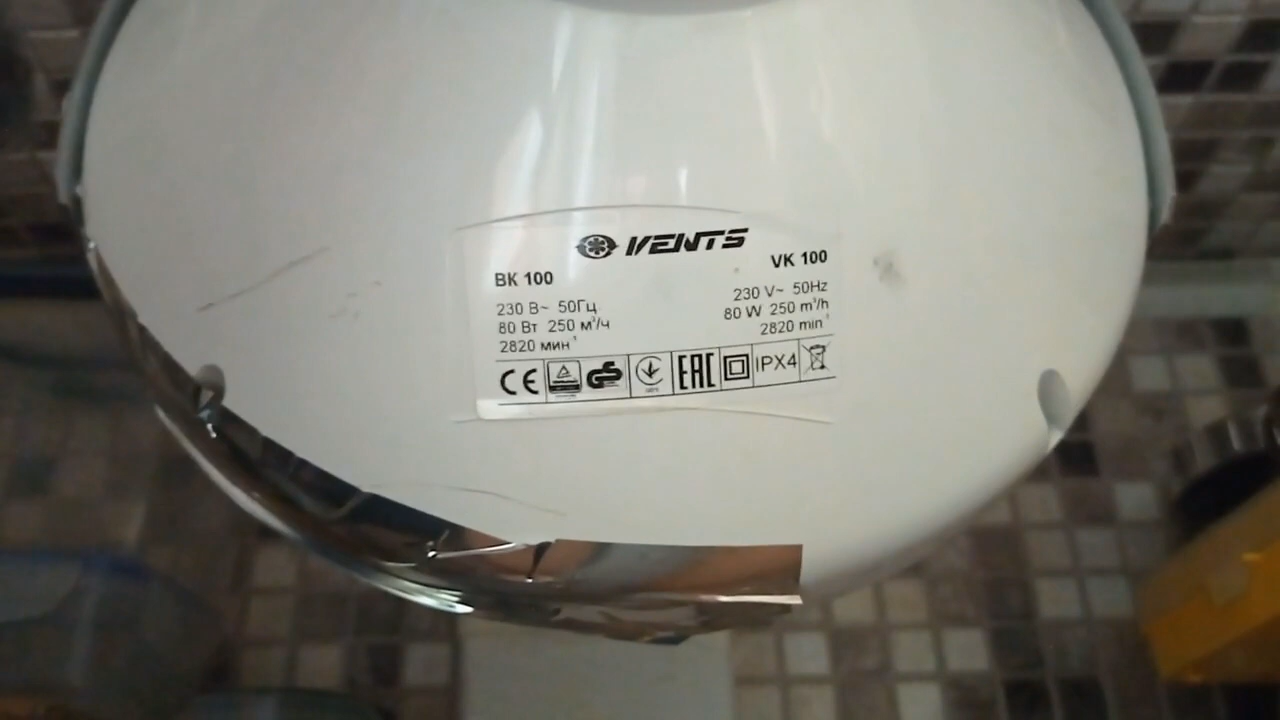 VENTS
ВК 100
230 В~ 50Гц
80 Вт 250 м³/ч
2820 мин⁻¹
VK 100
230 V~ 50Hz
80 W 250 m³/h
2820 min⁻¹
CE GS EAC IPX4